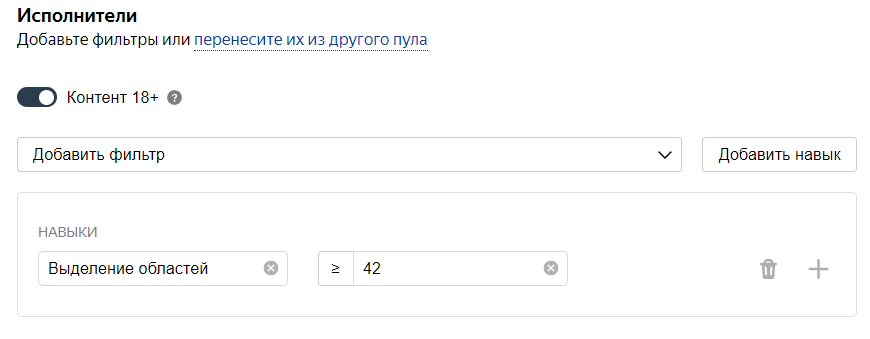 Исполнители
Добавьте фильтры или перенесите их из другого пула
Контент 18+ ?
Добавить фильтр
Добавить навык
НАВЫКИ
Выделение областей
≥ 42